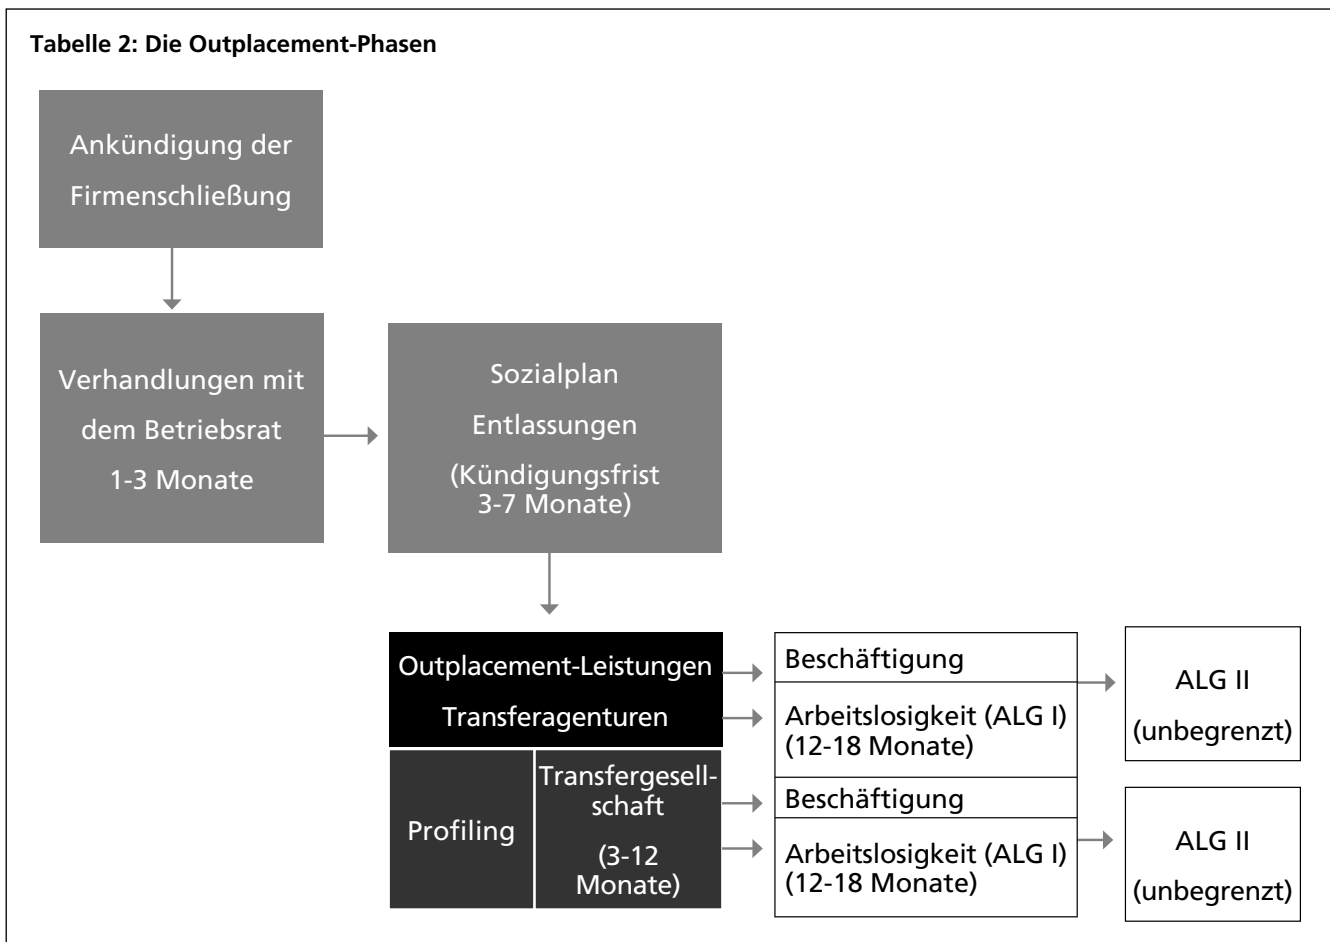 Tabelle 2: Die Outplacement-Phasen
Ankündigung der
Firmenschließung
Verhandlungen mit
dem Betriebsrat
1-3 Monate
Sozialplan
Entlassungen
(Kündigungsfrist
3-7 Monate)
Outplacement-Leistungen
Transferagenturen
Beschäftigung
Arbeitslosigkeit (ALG I)
(12-18 Monate)
ALG II
(unbegrenzt)
Profiling
Transfergesell-
schaft
(3-12
Monate)
Beschäftigung
Arbeitslosigkeit (ALG I)
(12-18 Monate)
ALG II
(unbegrenzt)